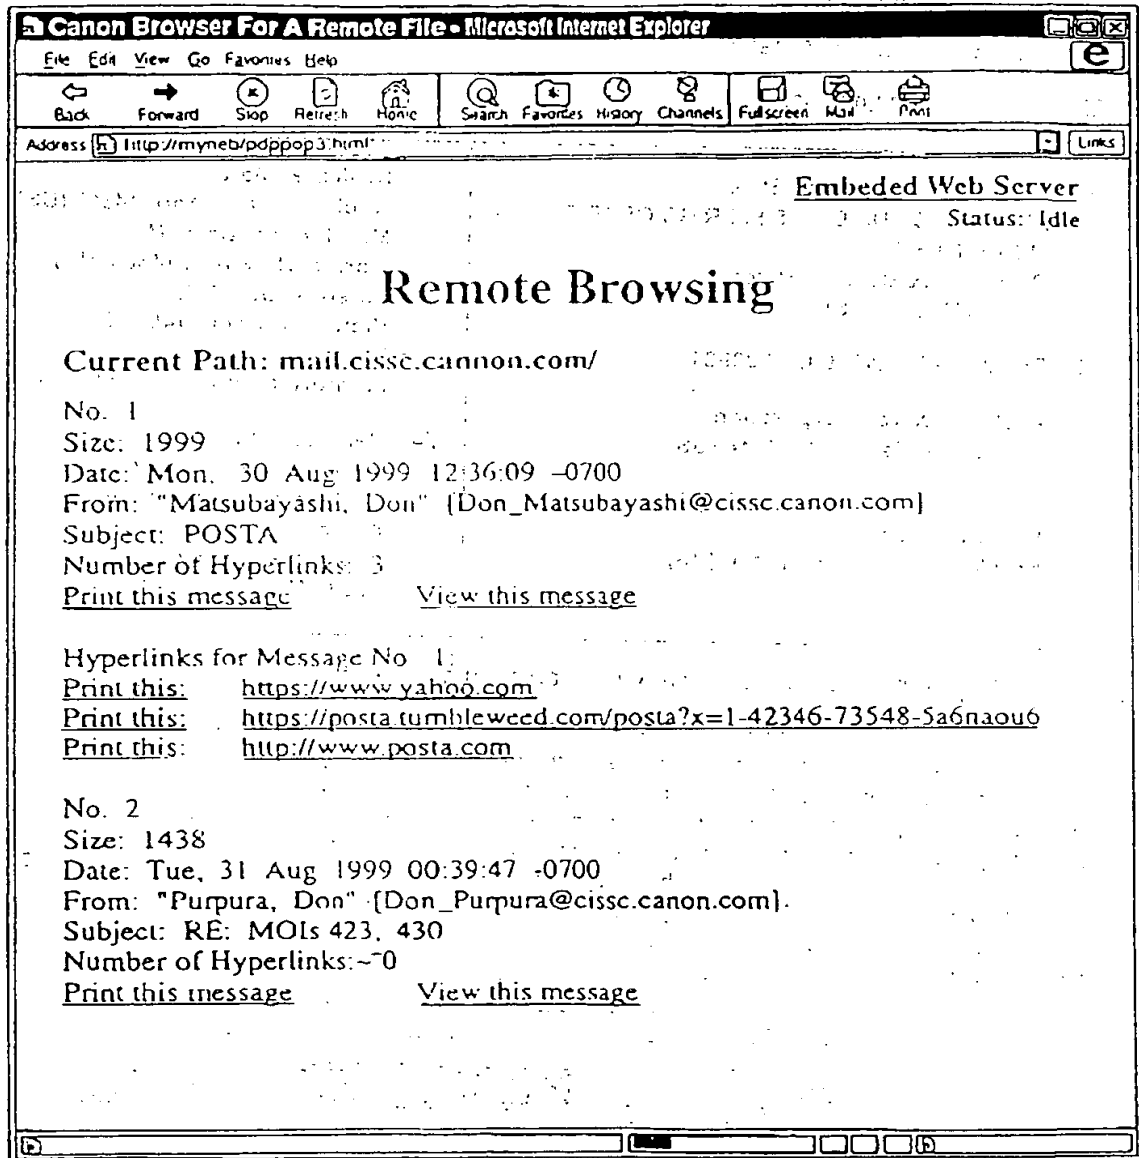 Canon Browser For A Remote File - Microsoft Internet Explorer
File Edit View Go Favorites Help
Back Forward Stop Refresh Home Search Favorites History Channels Fullscreen Mail Print
Address http://myneb/pdppop3.html Links
Embeded Web Server
Status: Idle
Remote Browsing
Current Path: mail.cissc.cannon.com/
No. 1
Size: 1999
Date: Mon, 30 Aug 1999 12:36:09 -0700
From: "Matsubayashi, Don" [Don_Matsubayashi@cissc.canon.com]
Subject: POSTA
Number of Hyperlinks: 3
Print this message View this message
Hyperlinks for Message No 1:
Print this: https://www.yahoo.com
Print this: https://posta.tumbleweed.com/posta?x=1-42346-73548-5a6naou6
Print this: http://www.posta.com
No. 2
Size: 1438
Date: Tue, 31 Aug 1999 00:39:47 -0700
From: "Purpura, Don" [Don_Purpura@cissc.canon.com]
Subject: RE: MOIs 423, 430
Number of Hyperlinks: 0
Print this message View this message